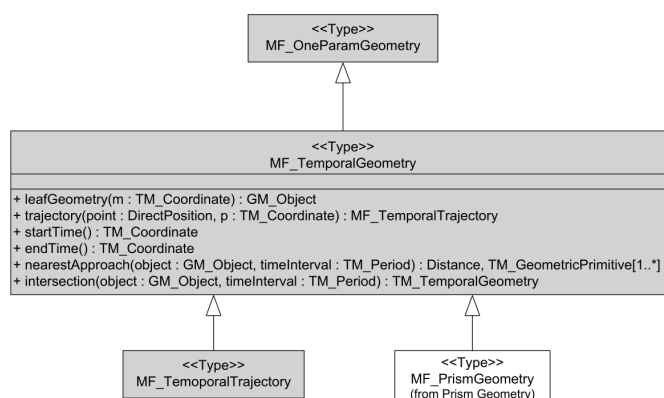 <<Type>>
MF_OneParamGeometry
<<Type>>
MF_TemporalGeometry
+ leafGeometry(m : TM_Coordinate) : GM_Object
+ trajectory(point : DirectPosition, p : TM_Coordinate) : MF_TemporalTrajectory
+ startTime() : TM_Coordinate
+ endTime() : TM_Coordinate
+ nearestApproach(object : GM_Object, timeInterval : TM_Period) : Distance, TM_GeometricPrimitive[1..*]
+ intersection(object : GM_Object, timeInterval : TM_Period) : TM_TemporalGeometry
<<Type>>
MF_TemoporalTrajectory
<<Type>>
MF_PrismGeometry
(from Prism Geometry)